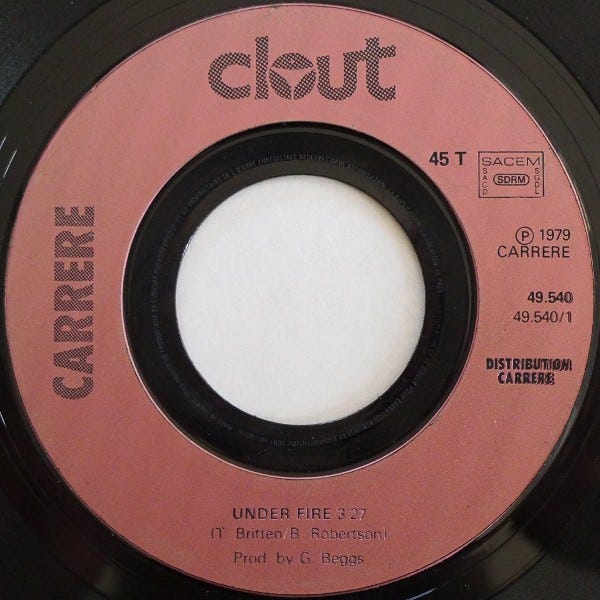 clout
CARRERE
45 T
SACEM
SACD
SDRM
SGDL
℗ 1979
CARRERE
49.540
49.540/1
DISTRIBUTION
CARRERE
UNDER FIRE 3'27
(T. Britten/B. Robertson)
Prod. by G. Beggs